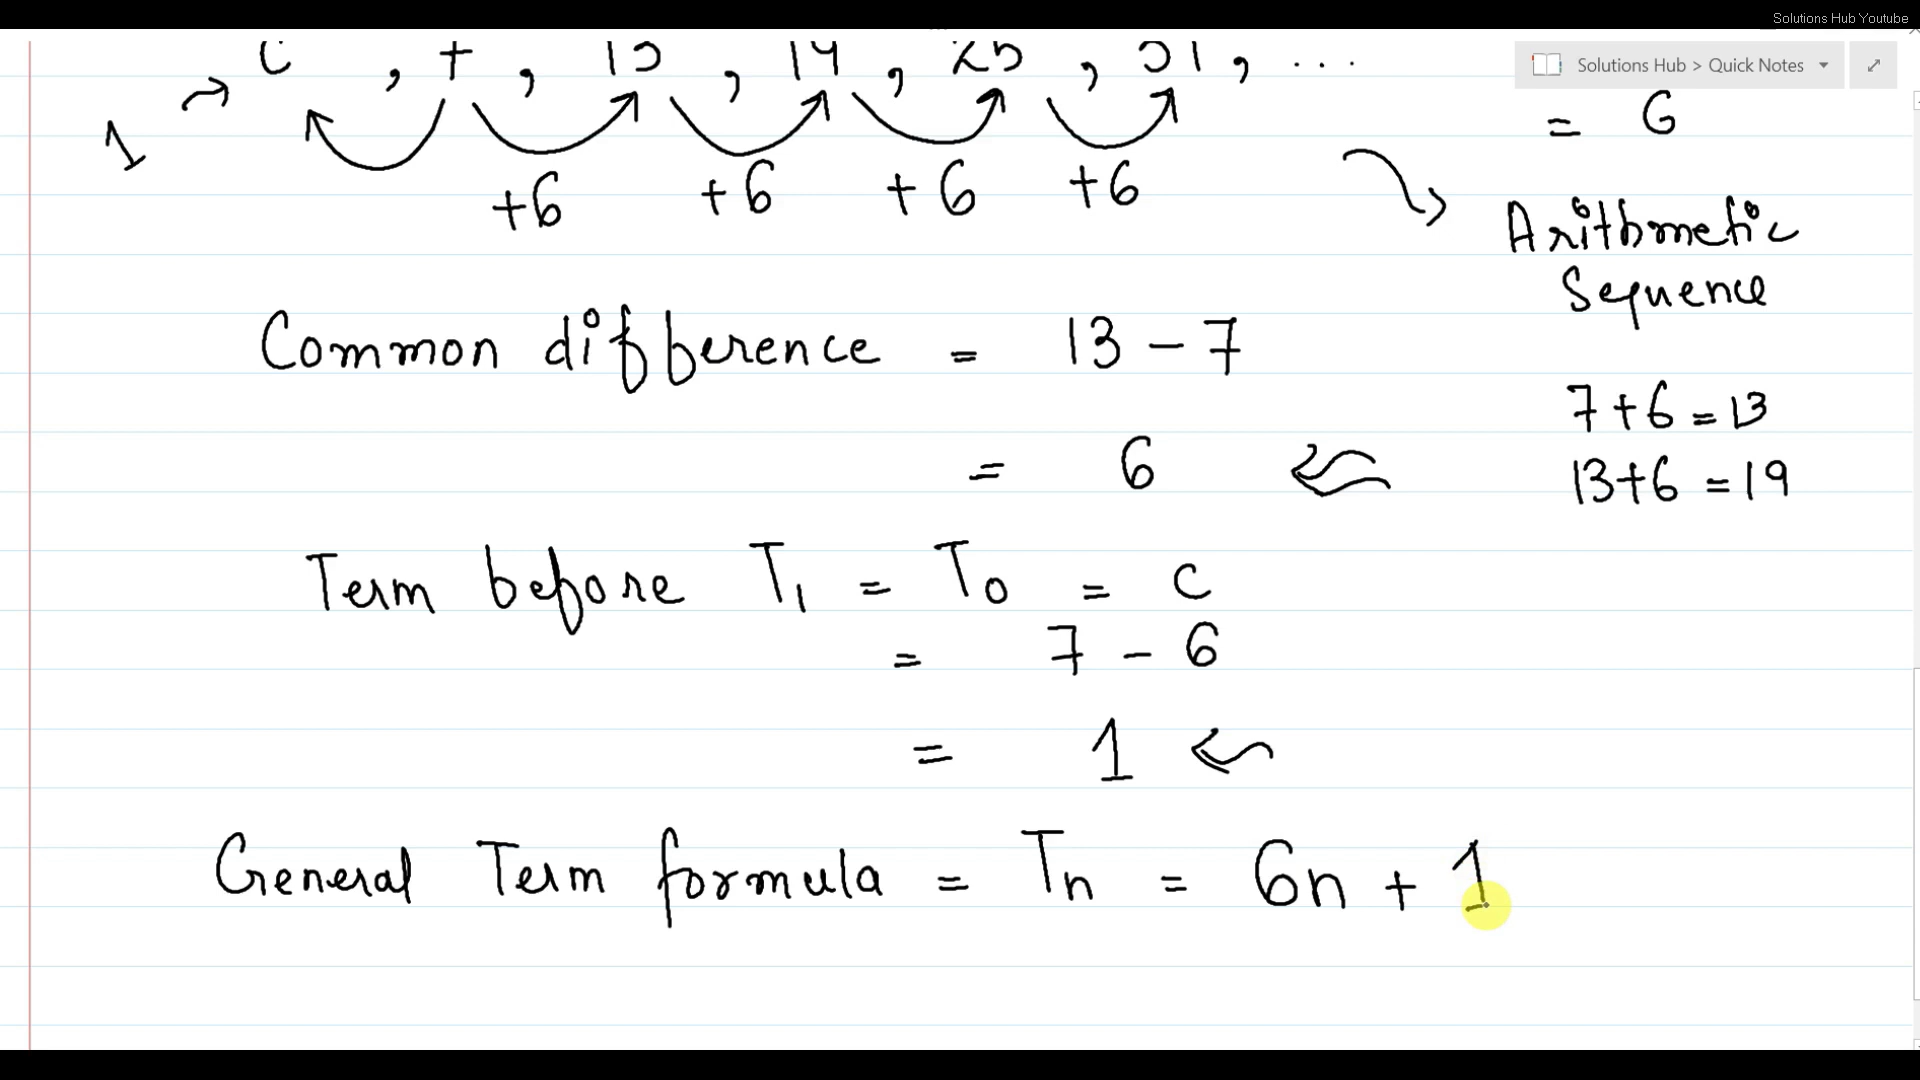 Solutions Hub Youtube
Solutions Hub > Quick Notes
C , 7 , 13 , 19 , 25 , 31 , ...
1
+6 +6 +6 +6
= 6
Arithmetic
Sequence
Common difference = 13 - 7
= 6
7+6=13
13+6=19
Term before T₁ = T₀ = c
= 7 - 6
= 1
General Term formula = Tn = 6n + 1